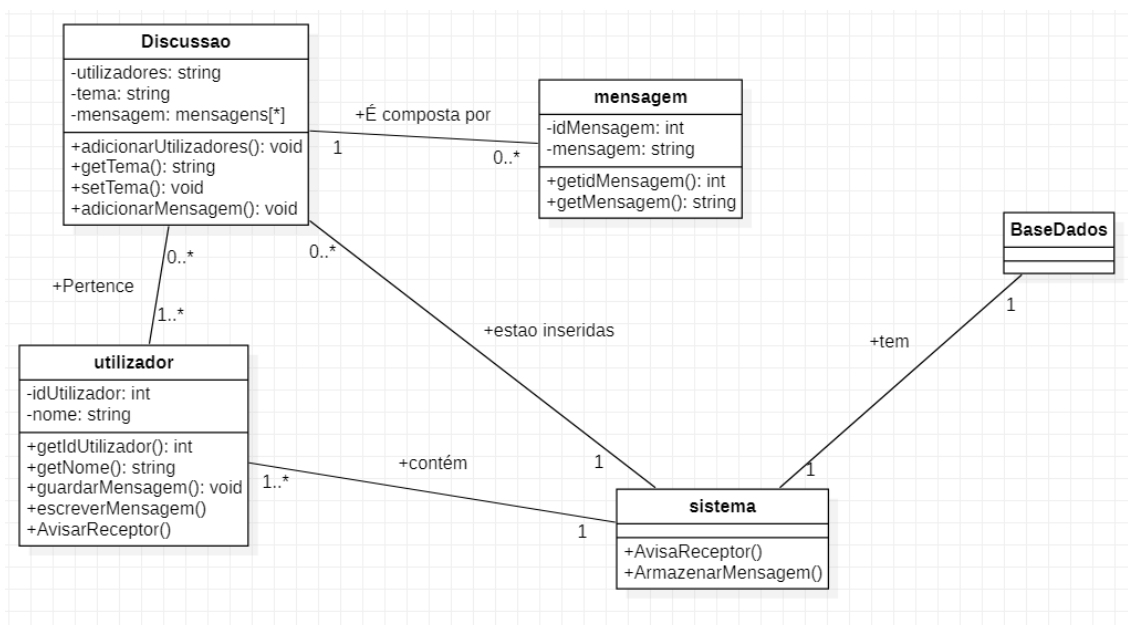 Discussao
-utilizadores: string
-tema: string
-mensagem: mensagens[*]
+adicionarUtilizadores(): void
+getTema(): string
+setTema(): void
+adicionarMensagem(): void
+É composta por
1
0..*
mensagem
-idMensagem: int
-mensagem: string
+getidMensagem(): int
+getMensagem(): string
BaseDados
1
0..*
0..*
+Pertence
1..*
+estao inseridas
+tem
utilizador
-idUtilizador: int
-nome: string
+getIdUtilizador(): int
+getNome(): string
+guardarMensagem(): void
+escreverMensagem()
+AvisarReceptor()
+contém
1..*
1
1
1
sistema
+AvisaReceptor()
+ArmazenarMensagem()